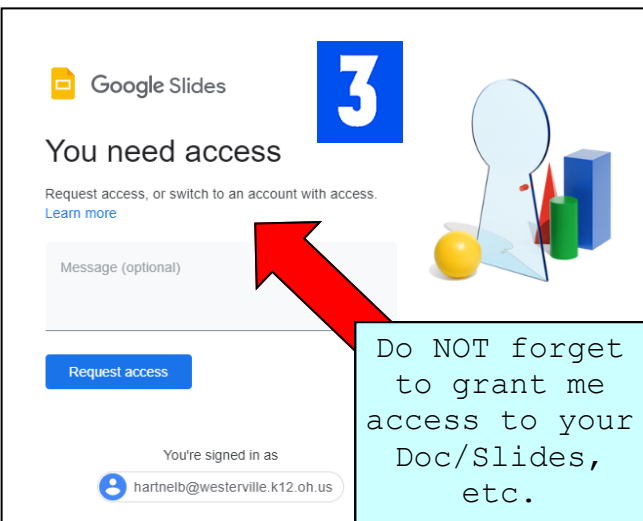 Google Slides
3
You need access
Request access, or switch to an account with access.
Learn more
Message (optional)
Request access
Do NOT forget
to grant me
access to your
Doc/Slides,
etc.
You're signed in as
hartnelb@westerville.k12.oh.us